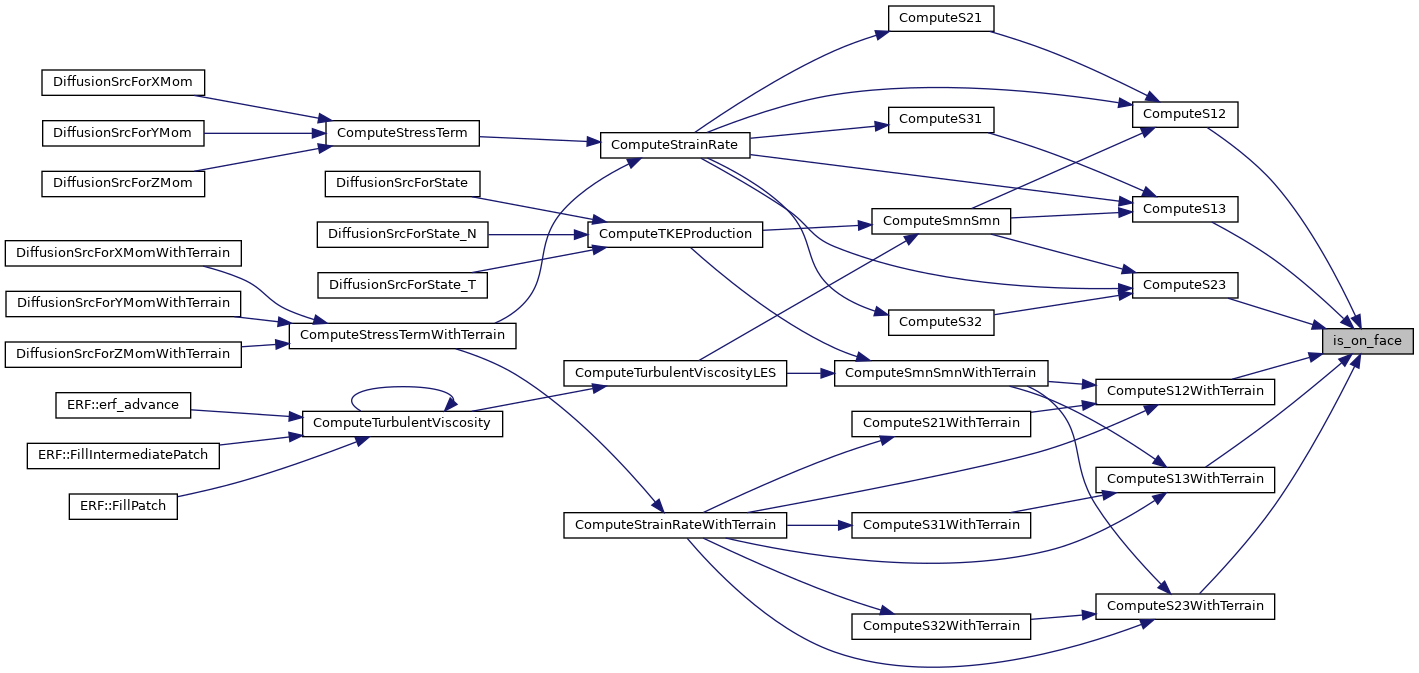 ComputeS21
DiffusionSrcForXMom
ComputeS12
ComputeS31
DiffusionSrcForYMom
ComputeStressTerm
ComputeStrainRate
DiffusionSrcForZMom
DiffusionSrcForState
ComputeS13
ComputeSmnSmn
DiffusionSrcForState_N
ComputeTKEProduction
DiffusionSrcForXMomWithTerrain
DiffusionSrcForState_T
ComputeS23
DiffusionSrcForYMomWithTerrain
ComputeS32
ComputeStressTermWithTerrain
is_on_face
DiffusionSrcForZMomWithTerrain
ComputeTurbulentViscosityLES
ComputeSmnSmnWithTerrain
ComputeS12WithTerrain
ERF::erf_advance
ComputeTurbulentViscosity
ComputeS21WithTerrain
ERF::FillIntermediatePatch
ComputeS13WithTerrain
ERF::FillPatch
ComputeStrainRateWithTerrain
ComputeS31WithTerrain
ComputeS23WithTerrain
ComputeS32WithTerrain